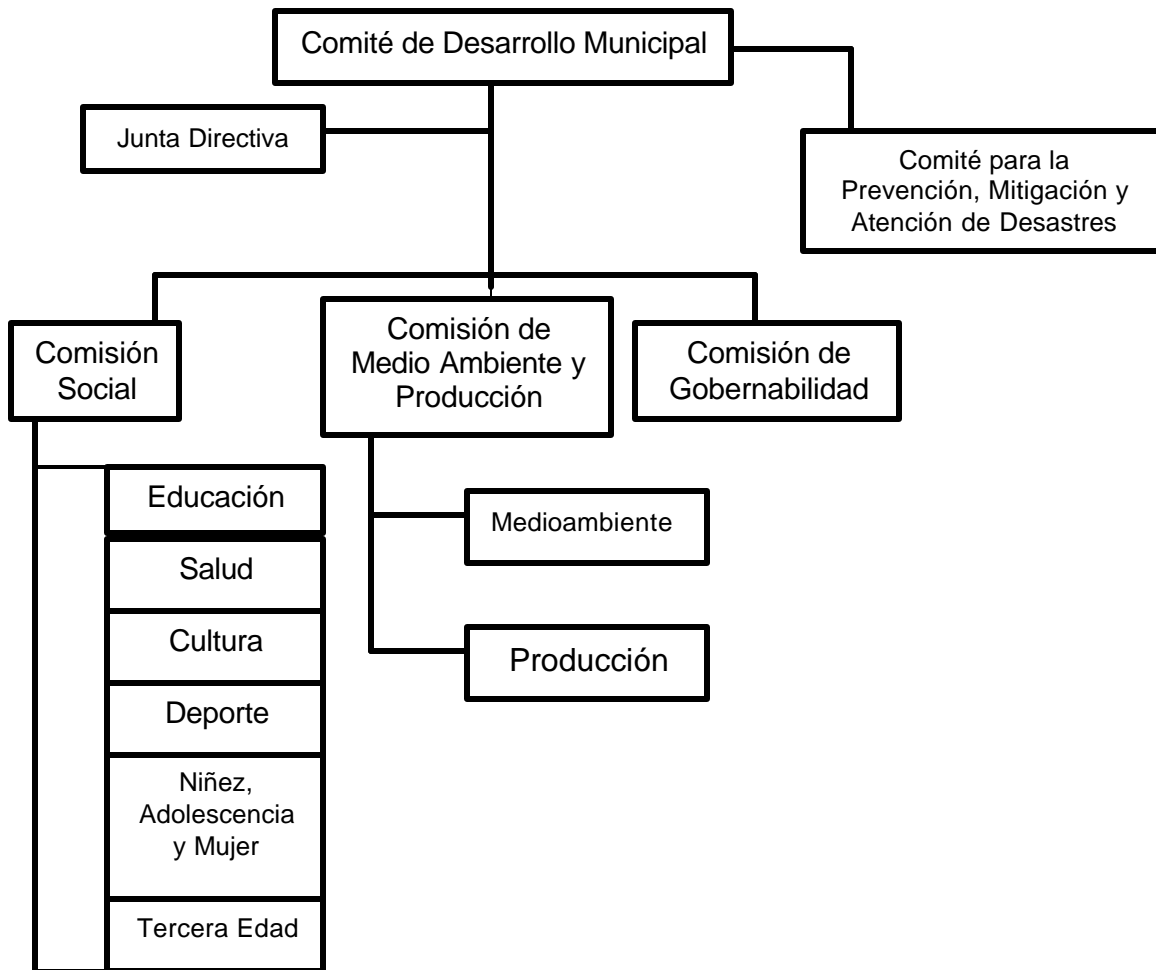 Comité de Desarrollo Municipal
Junta Directiva
Comité para la
Prevención, Mitigación y
Atención de Desastres
Comisión
Social
Comisión de
Medio Ambiente y
Producción
Comisión de
Gobernabilidad
Educación
Salud
Cultura
Deporte
Niñez,
Adolescencia
y Mujer
Tercera Edad
Medioambiente
Producción